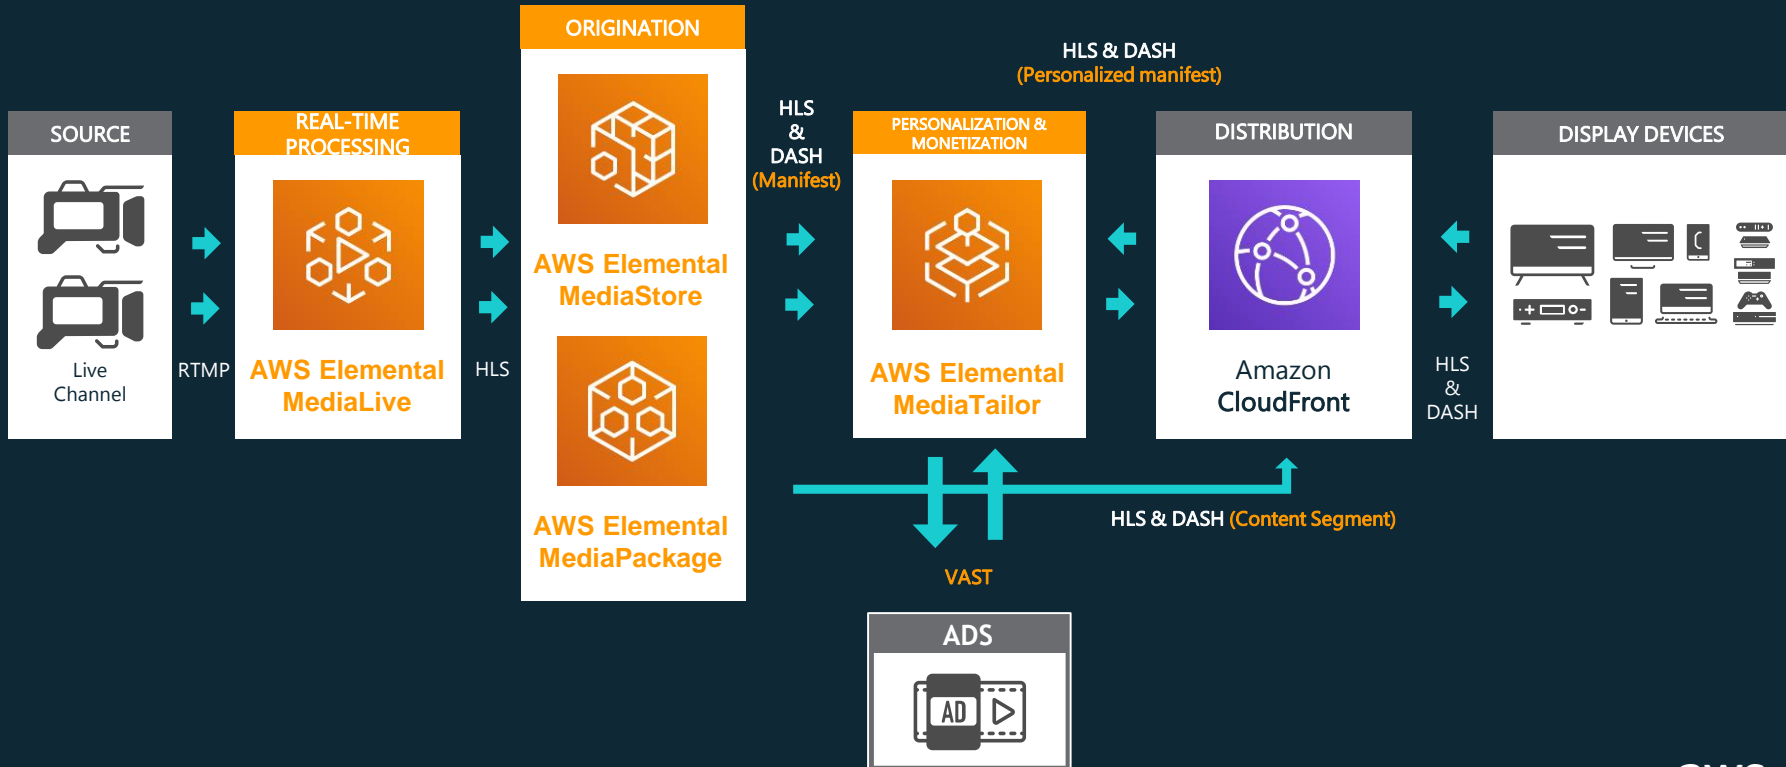 SOURCE
Live
Channel
RTMP
REAL-TIME
PROCESSING
AWS Elemental
MediaLive
HLS
ORIGINATION
AWS Elemental
MediaStore
AWS Elemental
MediaPackage
HLS
&
DASH
(Manifest)
PERSONALIZATION &
MONETIZATION
AWS Elemental
MediaTailor
HLS & DASH
(Personalized manifest)
DISTRIBUTION
Amazon
CloudFront
HLS
&
DASH
DISPLAY DEVICES
HLS & DASH (Content Segment)
VAST
ADS
AD